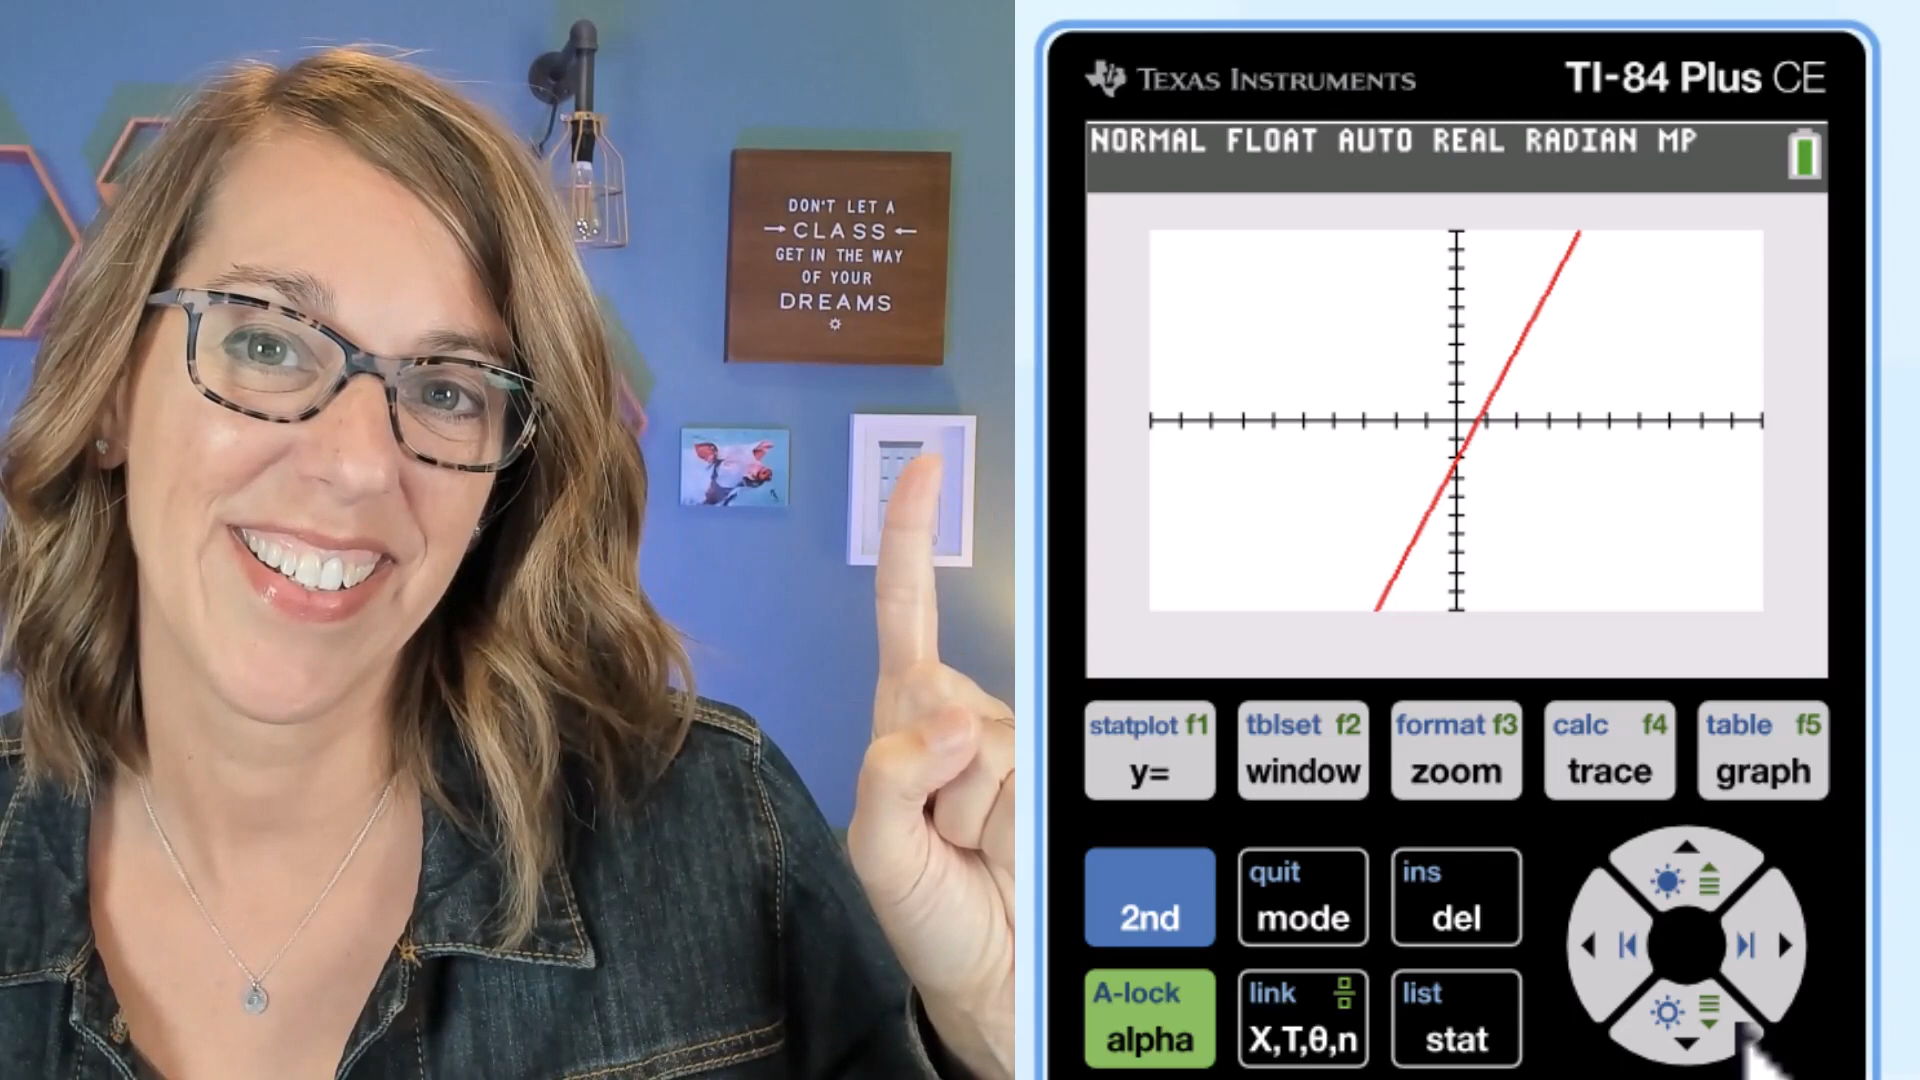 DON'T LET A
CLASS
GET IN THE WAY
OF YOUR
DREAMS
TEXAS INSTRUMENTS
TI-84 Plus CE
NORMAL FLOAT AUTO REAL RADIAN MP
statplot f1
y=
tblset f2
window
format f3
zoom
calc f4
trace
table f5
graph
2nd
quit
mode
ins
del
A-lock
alpha
link
X,T,θ,n
list
stat